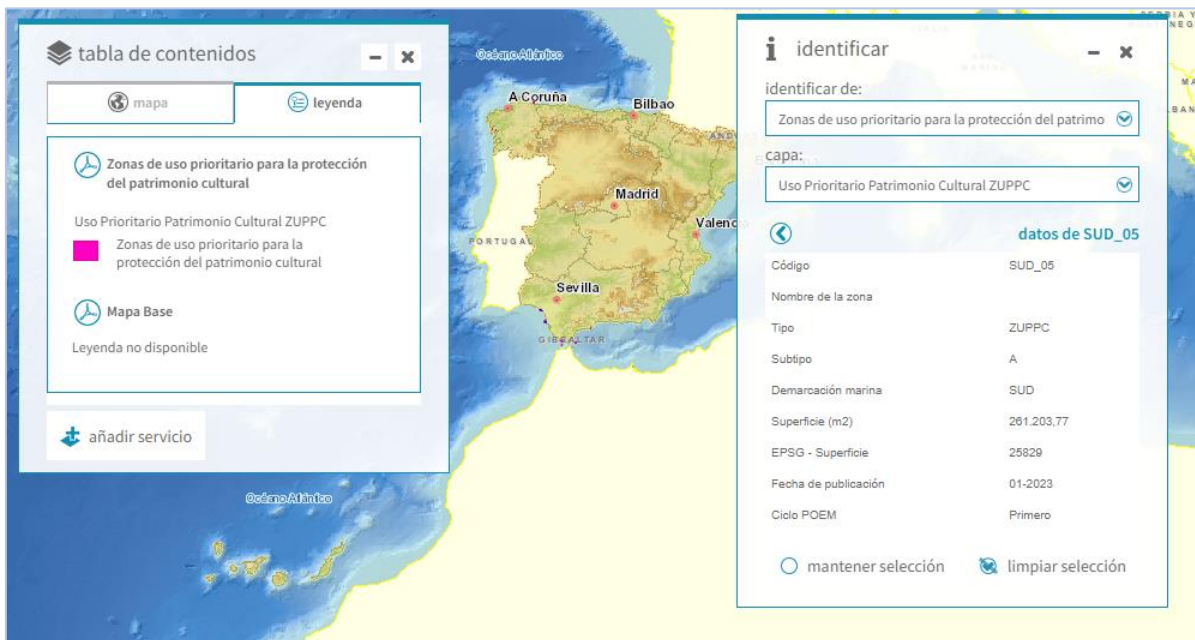 tabla de contenidos
mapa
leyenda
Zonas de uso prioritario para la protección
del patrimonio cultural
Uso Prioritario Patrimonio Cultural ZUPPC
Zonas de uso prioritario para la
protección del patrimonio cultural
Mapa Base
Leyenda no disponible
añadir servicio
Océano Atlántico
A Coruña
Bilbao
Madrid
Valenc
PORTUGAL
Sevilla
GIBRALTAR
Océano Atlántico
identificar
identificar de:
Zonas de uso prioritario para la protección del patrimo
capa:
Uso Prioritario Patrimonio Cultural ZUPPC
datos de SUD_05
Código SUD_05
Nombre de la zona
Tipo ZUPPC
Subtipo A
Demarcación marina SUD
Superficie (m2) 261.203,77
EPSG - Superficie 25829
Fecha de publicación 01-2023
Ciclo POEM Primero
mantener selección
limpiar selección